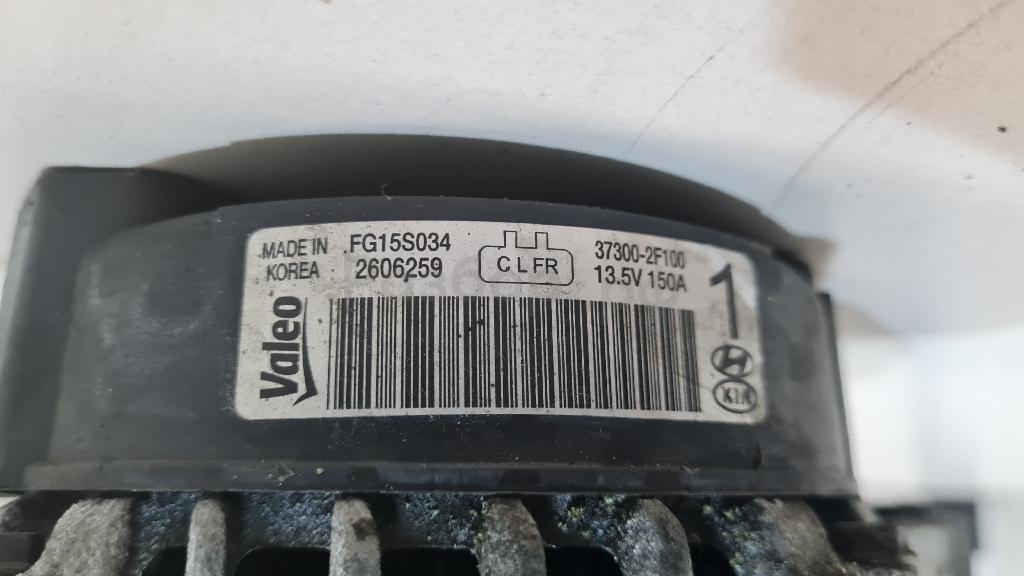 MADE IN FG15S034 C L FR 37300-2F100
KOREA 2606259 13.5V 150A
1
Valeo
KIA